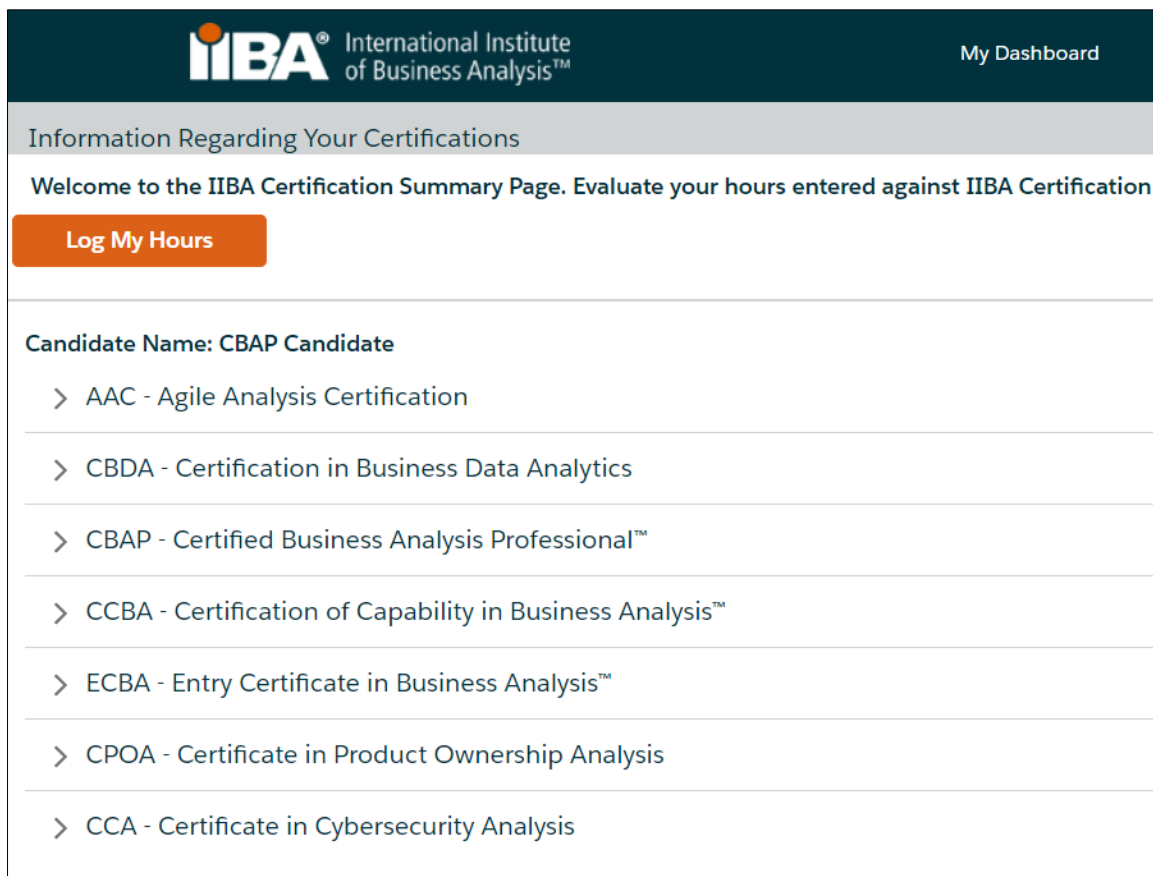 iiBA® International Institute
of Business Analysis™
My Dashboard
Information Regarding Your Certifications
Welcome to the IIBA Certification Summary Page. Evaluate your hours entered against IIBA Certification
Log My Hours
Candidate Name: CBAP Candidate
AAC - Agile Analysis Certification
CBDA - Certification in Business Data Analytics
CBAP - Certified Business Analysis Professional™
CCBA - Certification of Capability in Business Analysis™
ECBA - Entry Certificate in Business Analysis™
CPOA - Certificate in Product Ownership Analysis
CCA - Certificate in Cybersecurity Analysis